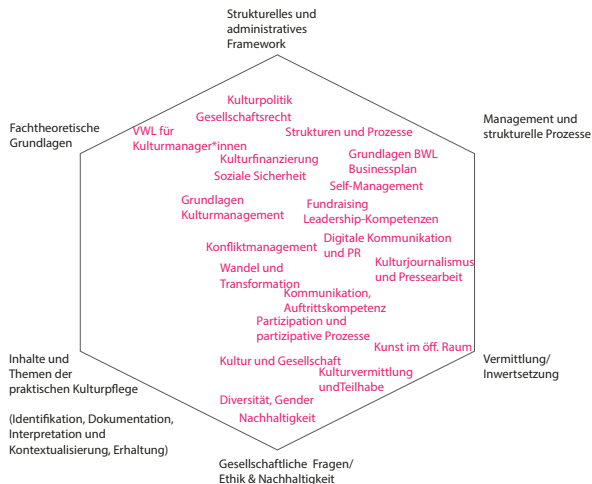 Strukturelles und
administratives
Framework
Kulturpolitik
Gesellschaftsrecht
Fachtheoretische
Grundlagen
VWL für
Kulturmanager*innen
Strukturen und Prozesse
Management und
strukturelle Prozesse
Kulturfinanzierung
Soziale Sicherheit
Grundlagen BWL
Businessplan
Self-Management
Grundlagen
Kulturmanagement
Fundraising
Leadership-Kompetenzen
Konfliktmanagement
Digitale Kommunikation
und PR
Wandel und
Transformation
Kulturjournalismus
und Pressearbeit
Kommunikation,
Auftrittskompetenz
Partizipation und
partizipative Prozesse
Kunst im öff. Raum
Inhalte und
Themen der
praktischen Kulturpflege
(Identifikation, Dokumentation,
Interpretation und
Kontextualisierung, Erhaltung)
Kultur und Gesellschaft
Kulturvermittlung
undTeilhabe
Vermittlung/
Inwertsetzung
Diversität, Gender
Nachhaltigkeit
Gesellschaftliche Fragen/
Ethik & Nachhaltigkeit